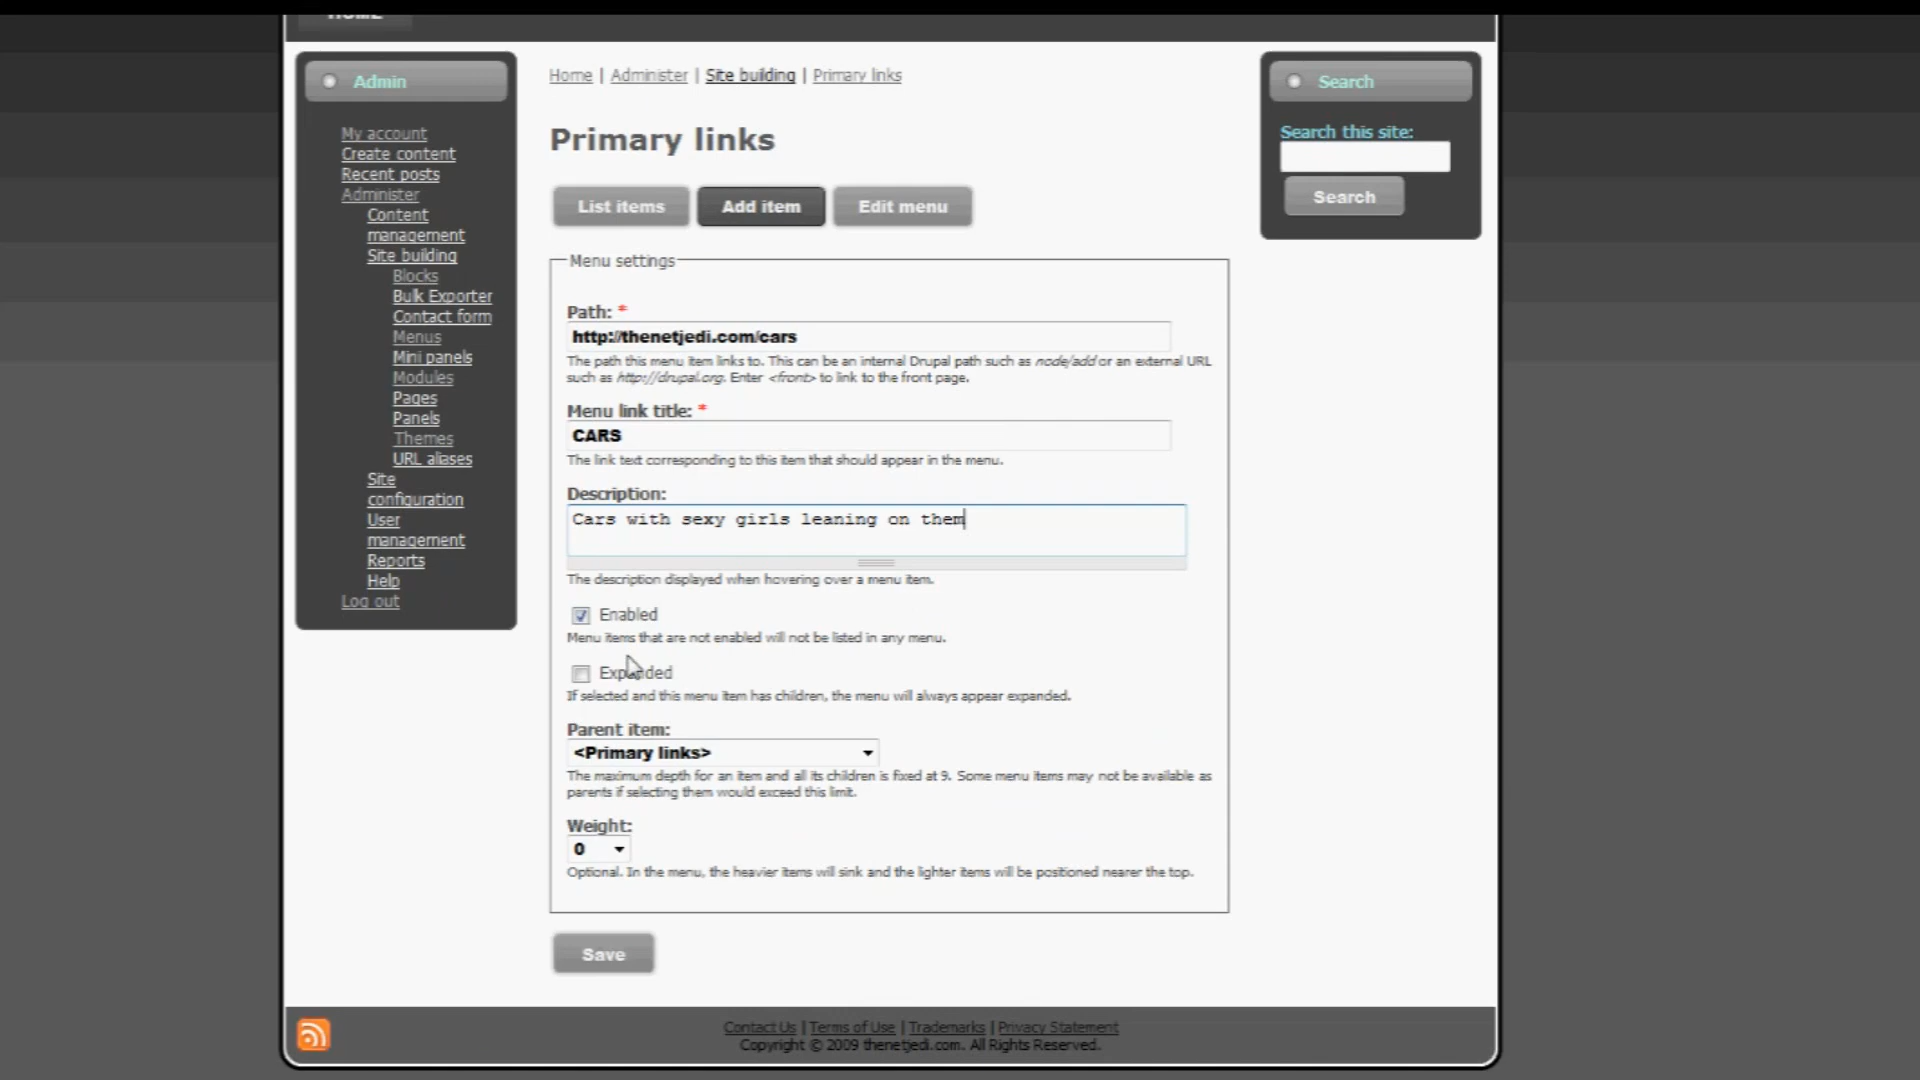 HOME
Admin
My account
Create content
Recent posts
Administer
Content
management
Site building
Blocks
Bulk Exporter
Contact form
Menus
Mini panels
Modules
Pages
Panels
Themes
URL aliases
Site
configuration
User
management
Reports
Help
Log out
Home | Administer | Site building | Primary links
Primary links
List items
Add item
Edit menu
Menu settings
Path: *
http://thenetjedi.com/cars
The path this menu item links to. This can be an internal Drupal path such as node/add or an external URL
such as http://drupal.org. Enter <front> to link to the front page.
Menu link title: *
CARS
The link text corresponding to this item that should appear in the menu.
Description:
Cars with sexy girls leaning on them
The description displayed when hovering over a menu item.
Enabled
Menu items that are not enabled will not be listed in any menu.
Expanded
If selected and this menu item has children, the menu will always appear expanded.
Parent item:
<Primary links>
The maximum depth for an item and all its children is fixed at 9. Some menu items may not be available as
parents if selecting them would exceed this limit.
Weight:
0
Optional. In the menu, the heavier items will sink and the lighter items will be positioned nearer the top.
Save
Search
Search this site:
Search
Contact Us | Terms of Use | Trademarks | Privacy Statement
Copyright © 2009 thenetjedi.com. All Rights Reserved.